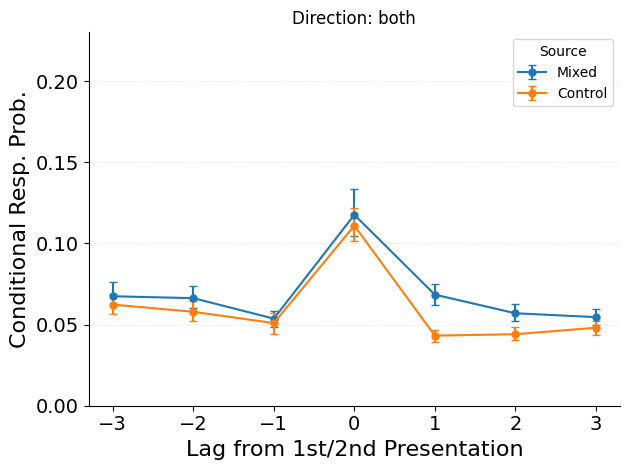 Direction: both
Source
Mixed
Control
Conditional Resp. Prob.
0.20
0.15
0.10
0.05
0.00
−3 −2 −1 0 1 2 3
Lag from 1st/2nd Presentation